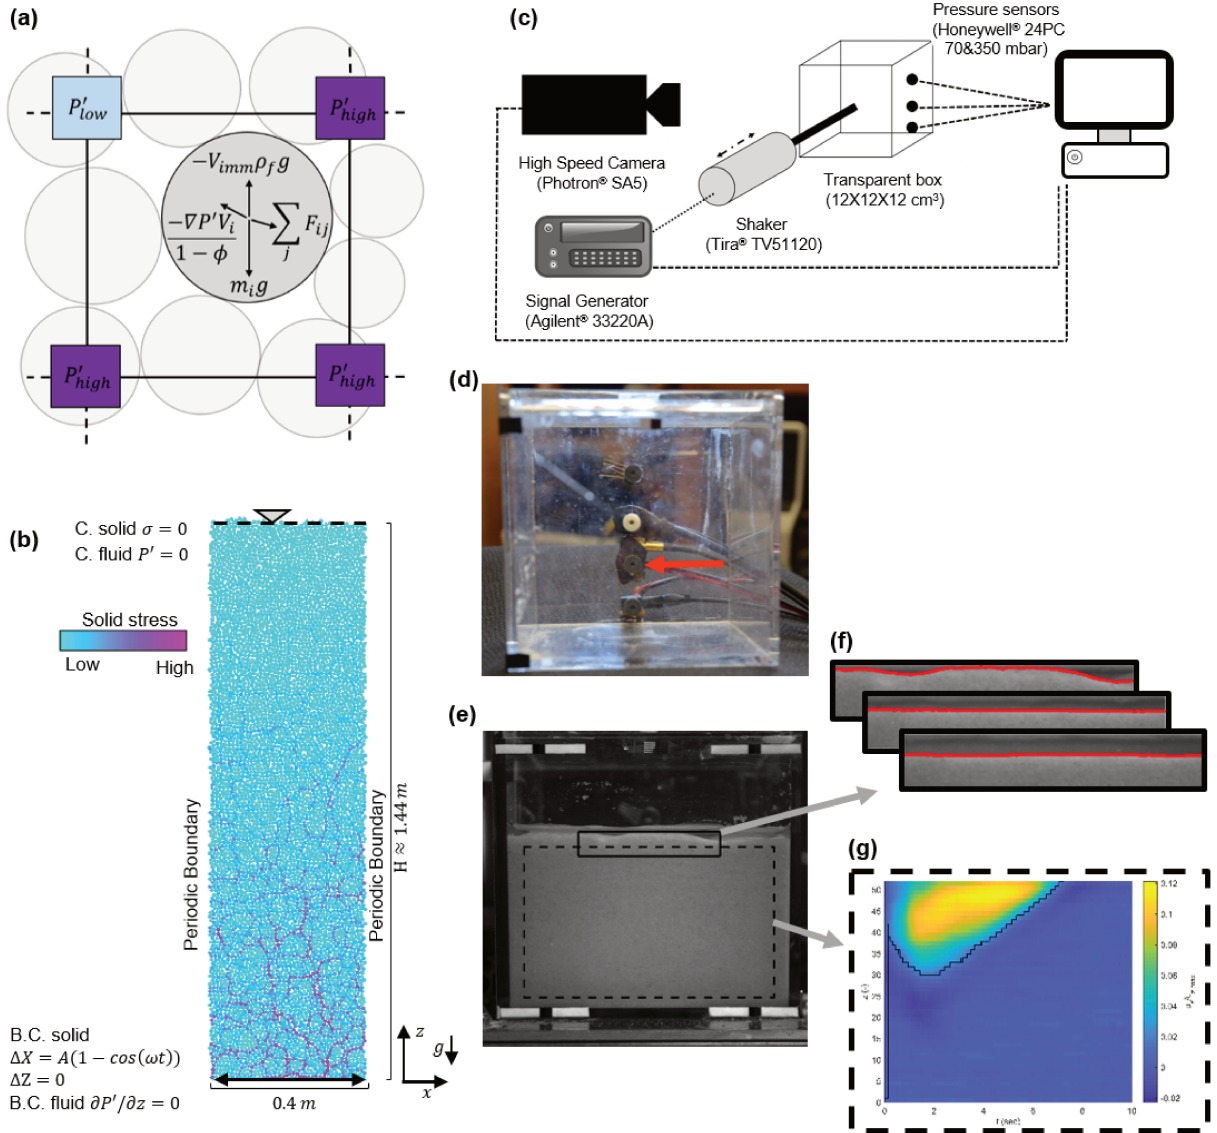 (a)
P′low
P′high
−V_imm ρ_f g
−∇P′V_i
1 − ϕ
∑ F_ij
j
m_i g
P′high
P′high
(b)
C. solid σ = 0
C. fluid P′ = 0
Solid stress
Low
High
Periodic Boundary
Periodic Boundary
H ≈ 1.44 m
B.C. solid
ΔX = A(1 − cos(ωt))
ΔZ = 0
B.C. fluid ∂P′/∂z = 0
0.4 m
z
g
x
(c)
Pressure sensors
(Honeywell® 24PC
70&350 mbar)
High Speed Camera
(Photron® SA5)
Transparent box
(12X12X12 cm³)
Shaker
(Tira® TV51120)
Signal Generator
(Agilent® 33220A)
(d)
(e)
(f)
(g)
50
45
40
35
30
25
20
15
10
5
0
0
2
4
6
8
10
t (sec)
0.12
0.1
0.08
0.06
0.04
0.02
0
-0.02